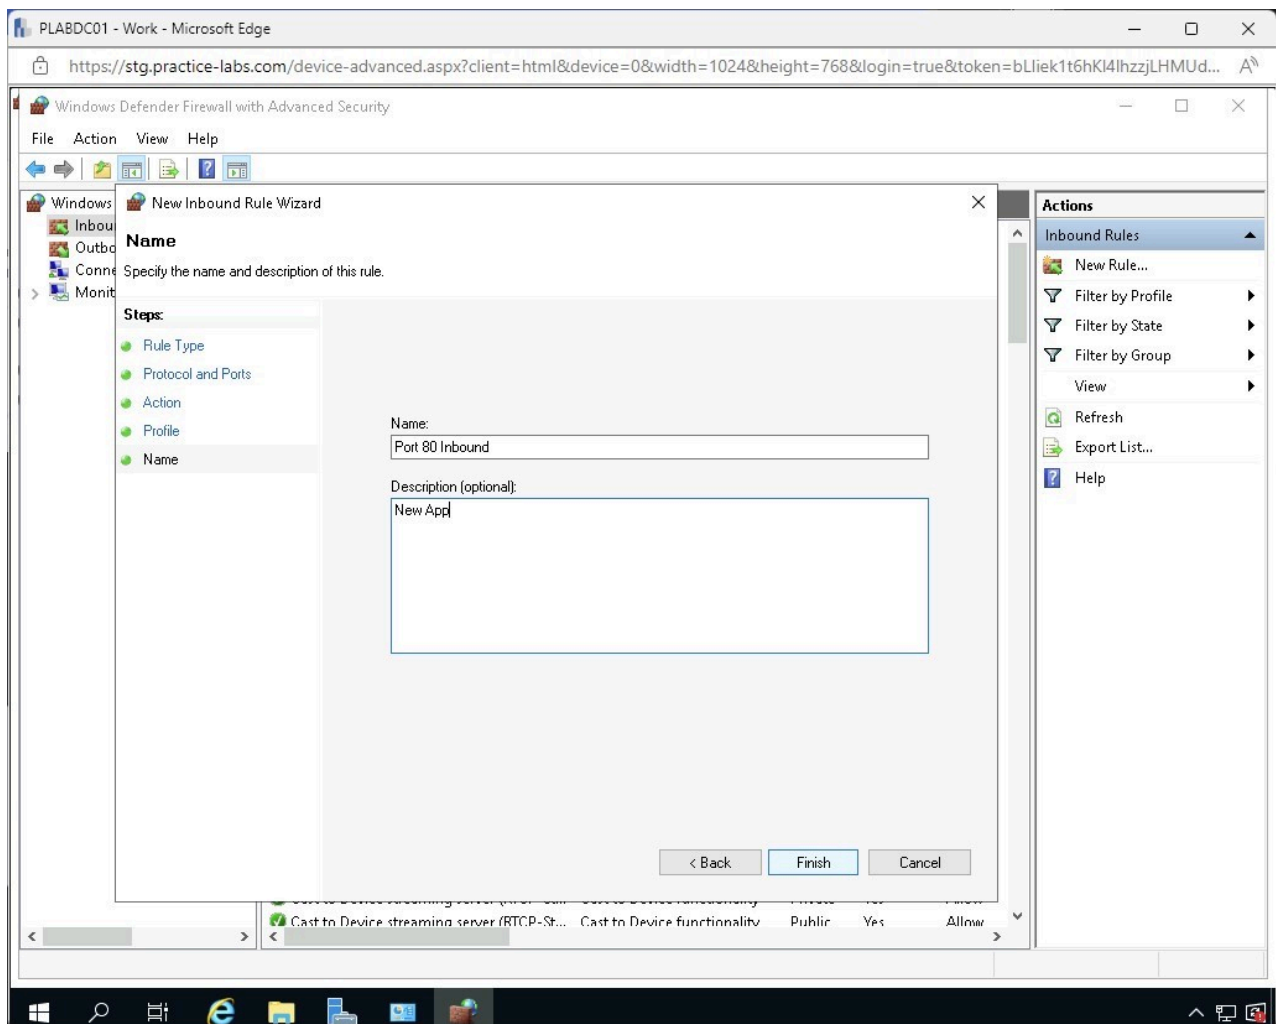 PLABDC01 - Work - Microsoft Edge
https://stg.practice-labs.com/device-advanced.aspx?client=html&device=0&width=1024&height=768&login=true&token=bLliek1t6hKl4lhzzjLHMUd...
Windows Defender Firewall with Advanced Security
File Action View Help
Windows
Inbou
Outbo
Conne
Monit
New Inbound Rule Wizard
Name
Specify the name and description of this rule.
Steps:
Rule Type
Protocol and Ports
Action
Profile
Name
Name:
Port 80 Inbound
Description (optional):
New App
< Back Finish Cancel
Cast to Device streaming server (RTCP-St... Cast to Device functionality Public Yes Allow
Actions
Inbound Rules
New Rule...
Filter by Profile
Filter by State
Filter by Group
View
Refresh
Export List...
Help